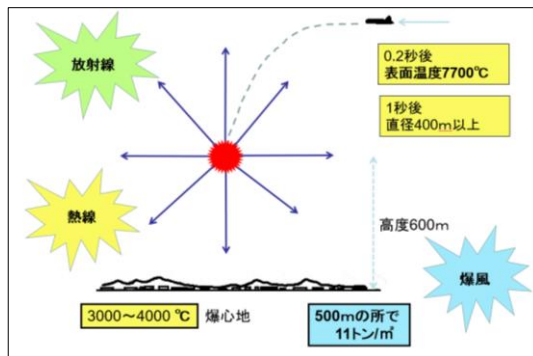 放射線
0.2秒後
表面温度7700℃
1秒後
直径400m以上
熱線
高度600m
爆風
3000～4000 ℃
爆心地
500mの所で
11トン/㎡